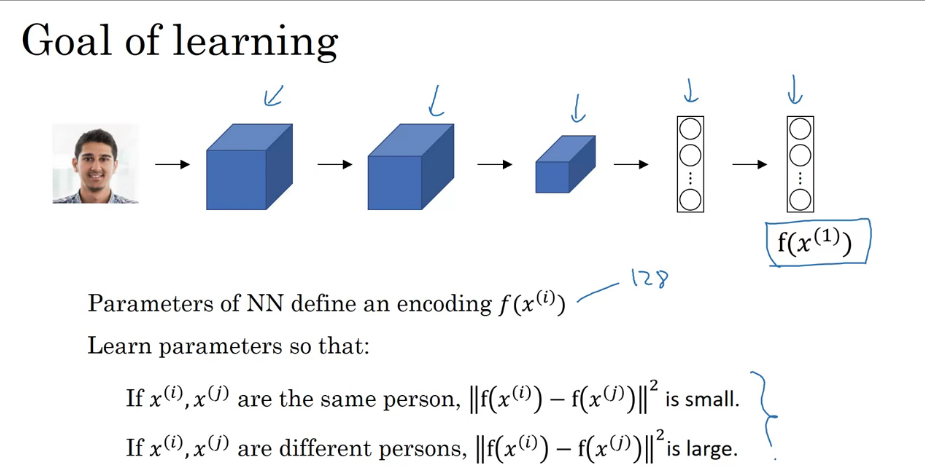 Goal of learning
f(x⁽¹⁾)
128
Parameters of NN define an encoding f(x⁽ⁱ⁾)
Learn parameters so that:
If x⁽ⁱ⁾, x⁽ʲ⁾ are the same person, ‖f(x⁽ⁱ⁾) − f(x⁽ʲ⁾)‖² is small.
If x⁽ⁱ⁾, x⁽ʲ⁾ are different persons, ‖f(x⁽ⁱ⁾) − f(x⁽ʲ⁾)‖² is large.